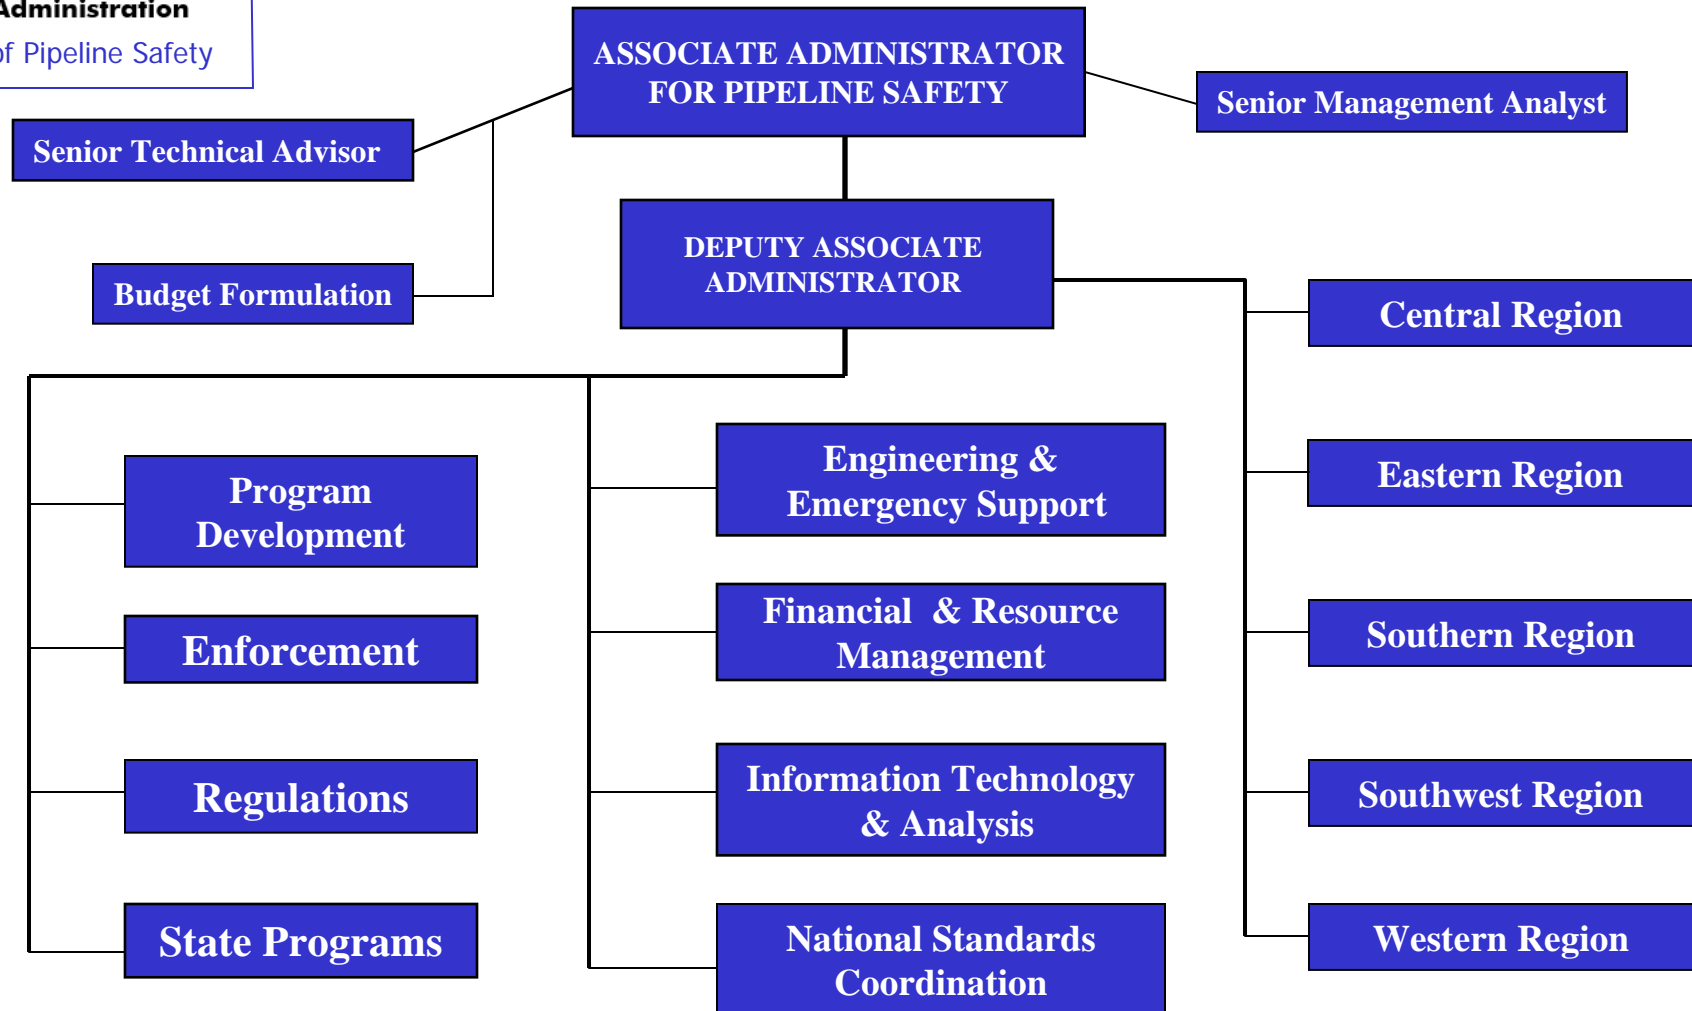 Administration
of Pipeline Safety
ASSOCIATE ADMINISTRATOR
FOR PIPELINE SAFETY
Senior Management Analyst
Senior Technical Advisor
DEPUTY ASSOCIATE
ADMINISTRATOR
Budget Formulation
Central Region
Eastern Region
Southern Region
Southwest Region
Western Region
Program
Development
Enforcement
Regulations
State Programs
Engineering &
Emergency Support
Financial & Resource
Management
Information Technology
& Analysis
National Standards
Coordination